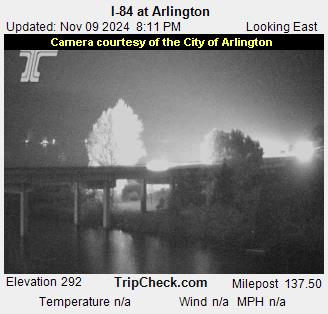 I-84 at Arlington
Updated: Nov 09 2024 8:11 PM Looking East
Camera courtesy of the City of Arlington
Elevation 292 TripCheck.com Milepost 137.50
Temperature n/a Wind n/a MPH n/a